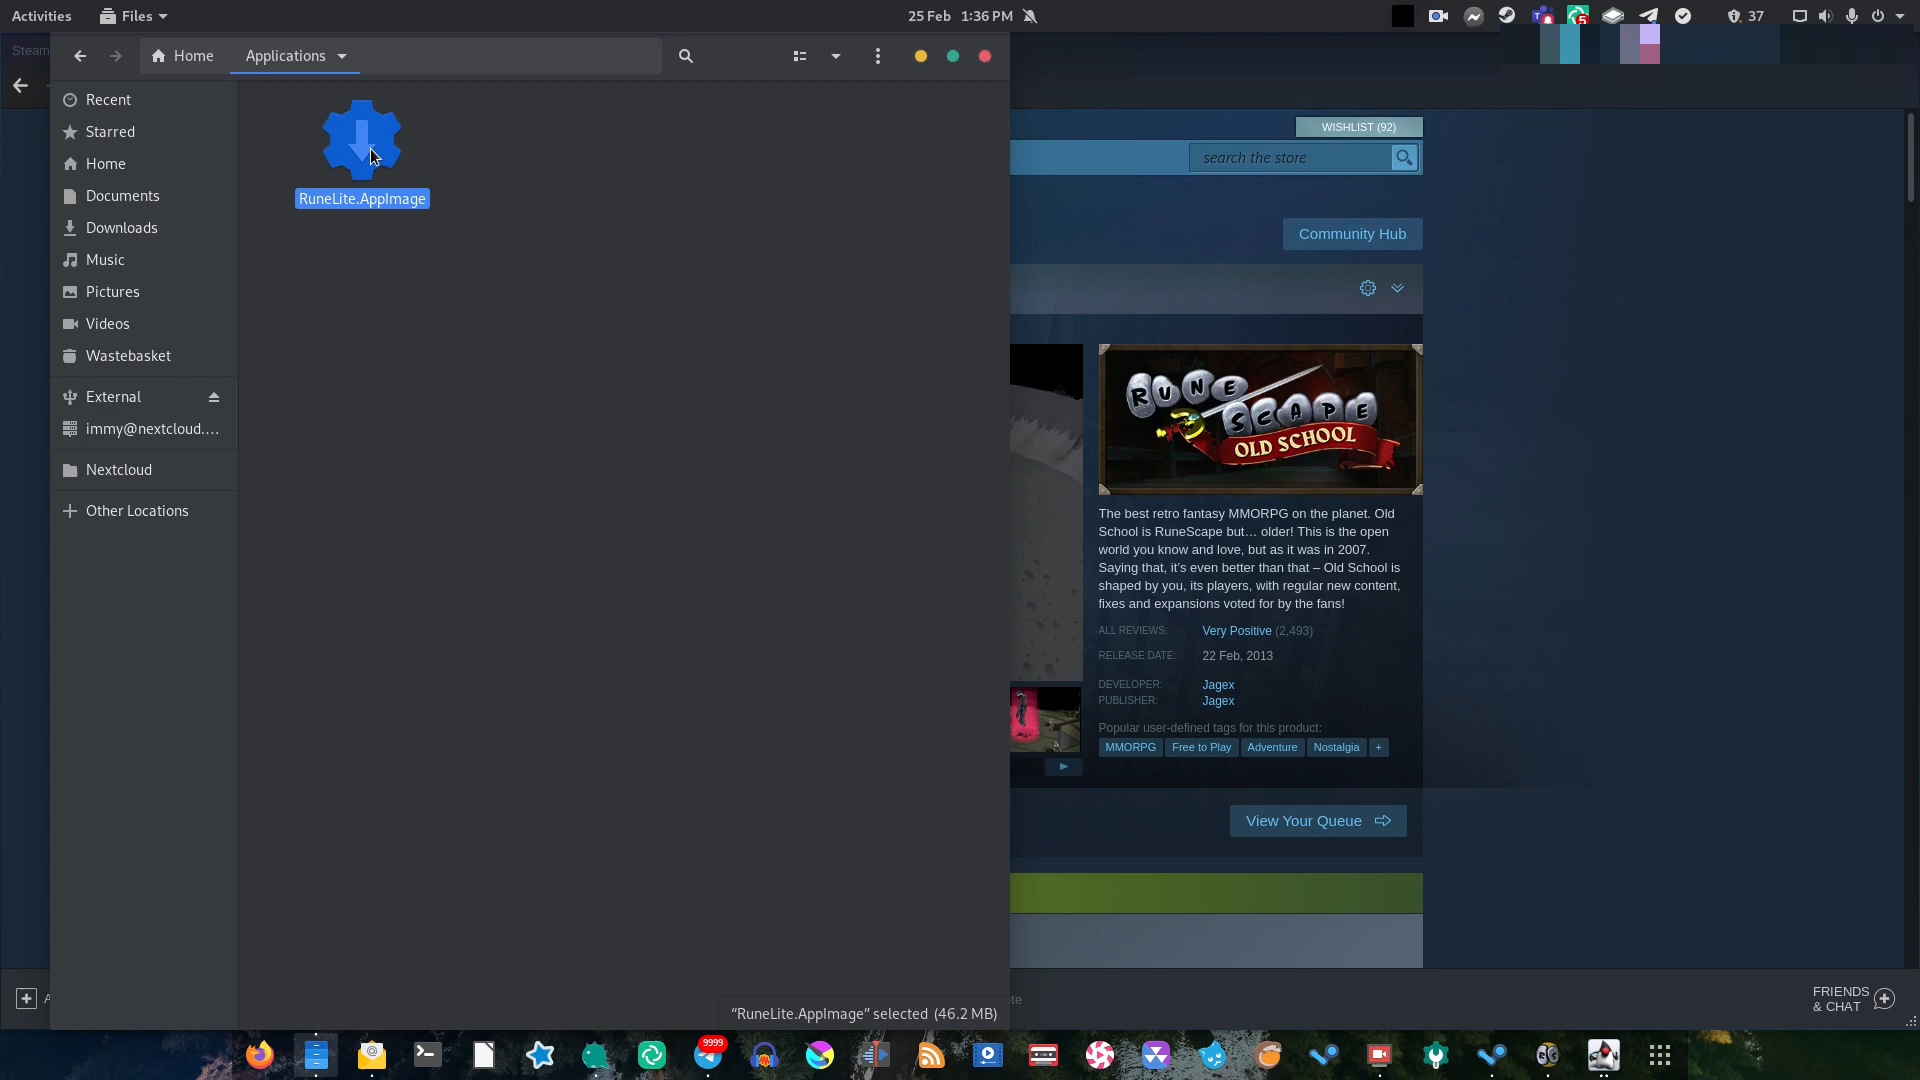 Activities
Files
25 Feb 1:36 PM
5
37
Steam
Home
Applications
Recent
Starred
Home
Documents
Downloads
Music
Pictures
Videos
Wastebasket
External
immy@nextcloud....
Nextcloud
Other Locations
RuneLite.AppImage
"RuneLite.AppImage" selected (46.2 MB)
WISHLIST (92)
search the store
Community Hub
RUNE
SCAPE
OLD SCHOOL
The best retro fantasy MMORPG on the planet. Old
School is RuneScape but… older! This is the open
world you know and love, but as it was in 2007.
Saying that, it's even better than that – Old School is
shaped by you, its players, with regular new content,
fixes and expansions voted for by the fans!
ALL REVIEWS: Very Positive (2,493)
RELEASE DATE: 22 Feb, 2013
DEVELOPER: Jagex
PUBLISHER: Jagex
Popular user-defined tags for this product:
MMORPG Free to Play Adventure Nostalgia +
View Your Queue
A
te
FRIENDS
& CHAT
9999